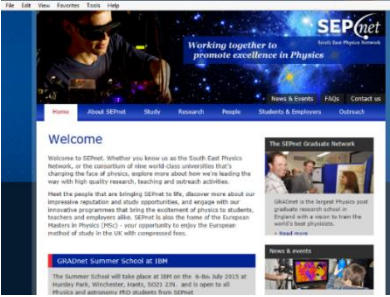 File Edit View Favorites Tools Help
SEPnet
South East Physics Network
Working together to
promote excellence in Physics
News & Events FAQs Contact us
Home About SEPnet Study Research People Students & Employers Outreach
Welcome
Welcome to SEPnet. Whether you know us as the South East Physics
Network, or the consortium of nine world-class universities that's
changing the face of physics, explore more about how we're leading the
way with high quality research, teaching and outreach activities.
Meet the people that are bringing SEPnet to life, discover more about our
impressive reputation and study opportunities, and engage with our
innovative programmes that bring the excitement of physics to students,
teachers and employers alike. SEPnet is also the home of the European
Masters in Physics (MSc) - your opportunity to enjoy the European
method of study in the UK with compressed fees.
GRADnet Summer School at IBM
The Summer School will take place at IBM on the 6-8th July 2015 at
Hursley Park, Winchester, Hants, SO21 2JN. and is open to all
Physics and astronomy PhD students from SEPnet
The SEPnet Graduate Network
GRADnet is the largest Physics post
graduate research school in
England with a vision to train the
world's best physicists.
» Read more
News & events